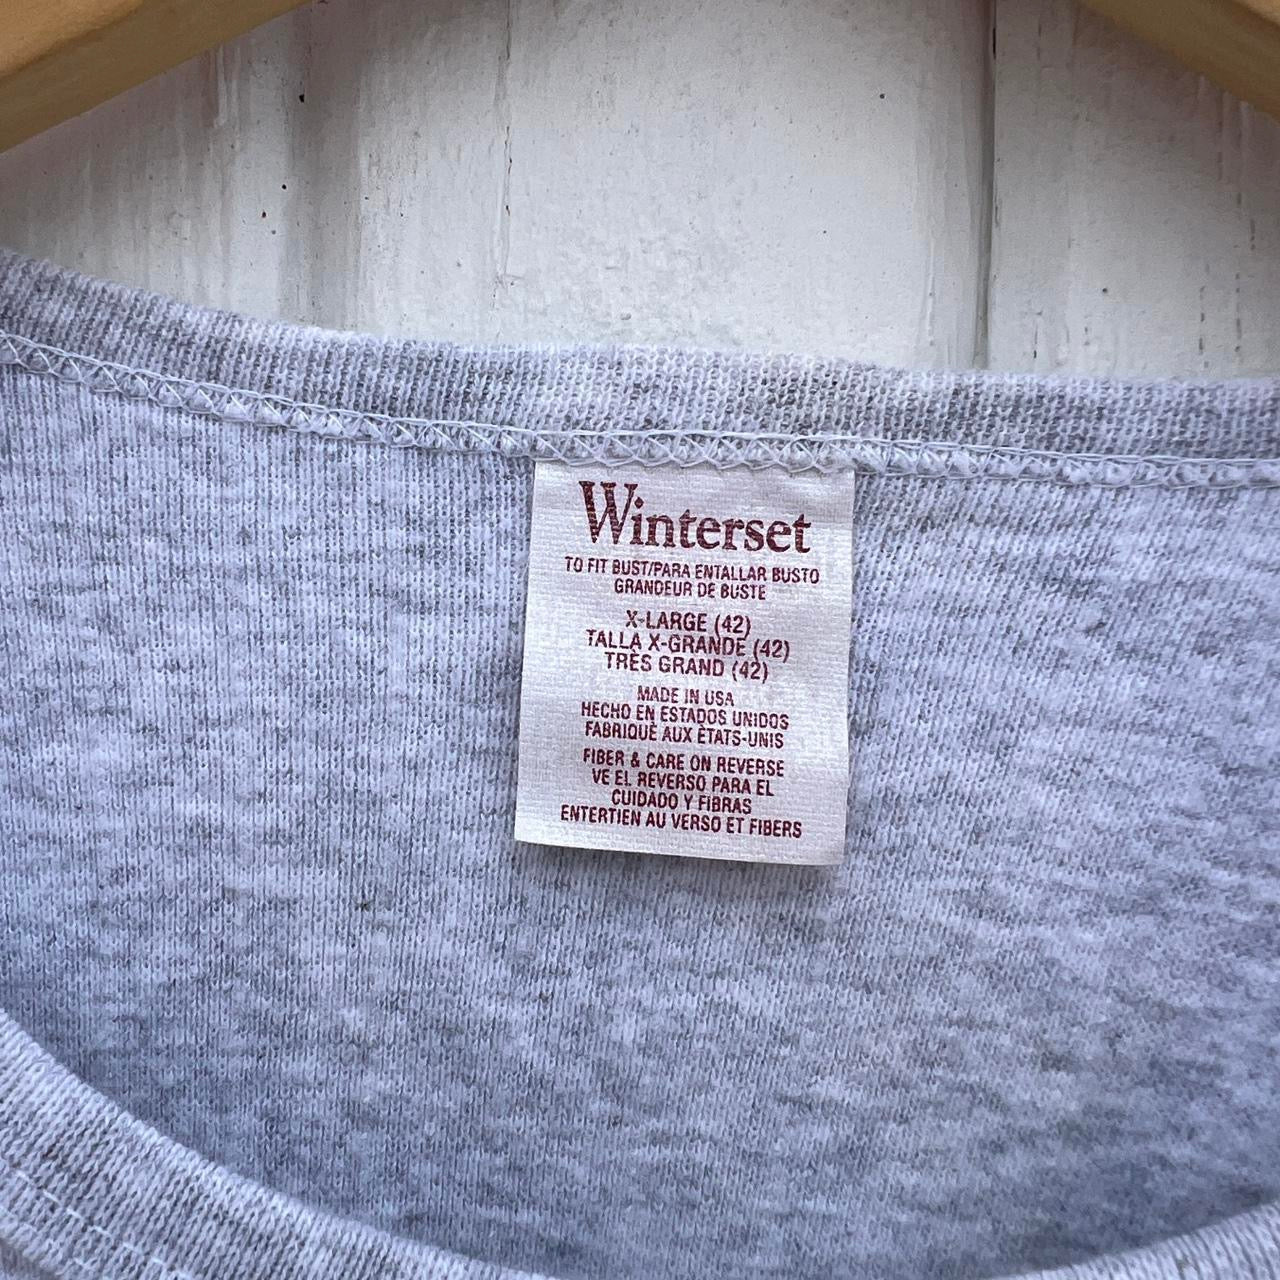 Winterset
TO FIT BUST/PARA ENTALLAR BUSTO
GRANDEUR DE BUSTE
X-LARGE (42)
TALLA X-GRANDE (42)
TRÈS GRAND (42)
MADE IN USA
HECHO EN ESTADOS UNIDOS
FABRIQUÉ AUX ÉTATS-UNIS
FIBER & CARE ON REVERSE
VE EL REVERSO PARA EL
CUIDADO Y FIBRAS
ENTERTIEN AU VERSO ET FIBERS